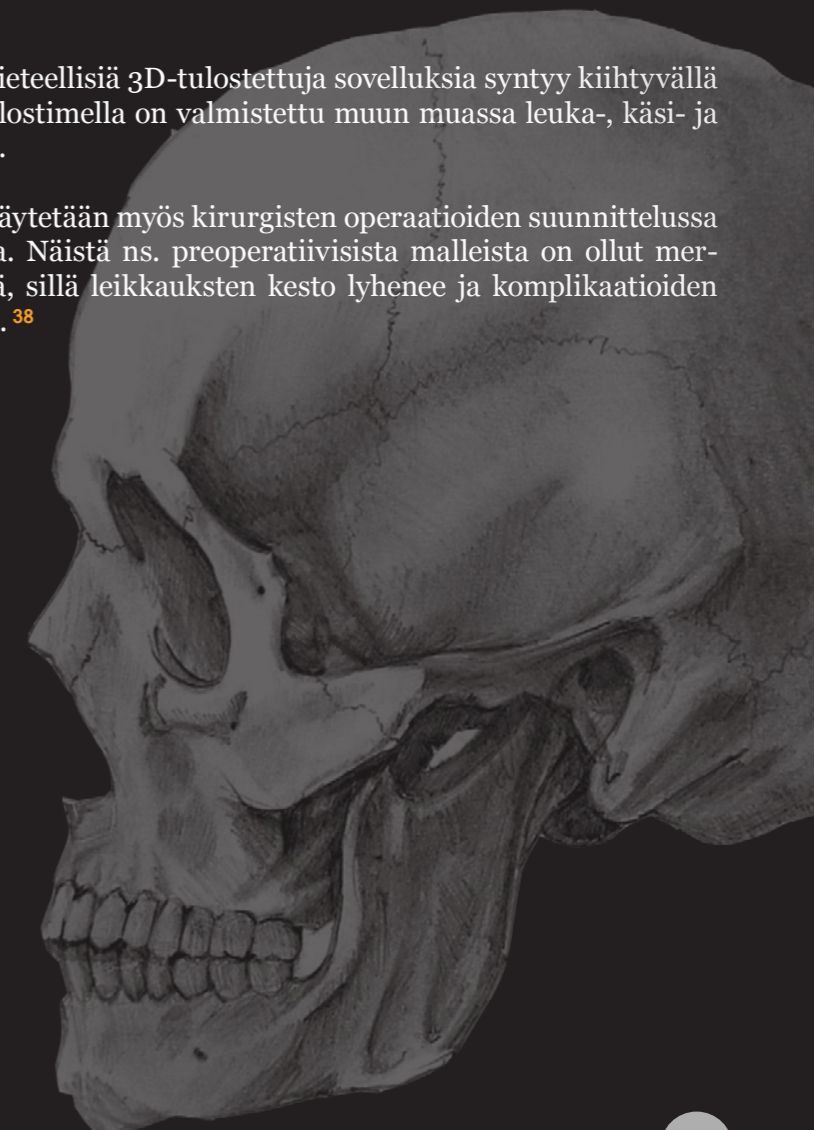 ieteellisiä 3D-tulostettuja sovelluksia syntyy kiihtyvällä
lostimella on valmistettu muun muassa leuka-, käsi- ja
.
äytetään myös kirurgisten operaatioiden suunnittelussa
a. Näistä ns. preoperatiivisista malleista on ollut mer-
ä, sillä leikkauksten kesto lyhenee ja komplikaatioiden
. 38